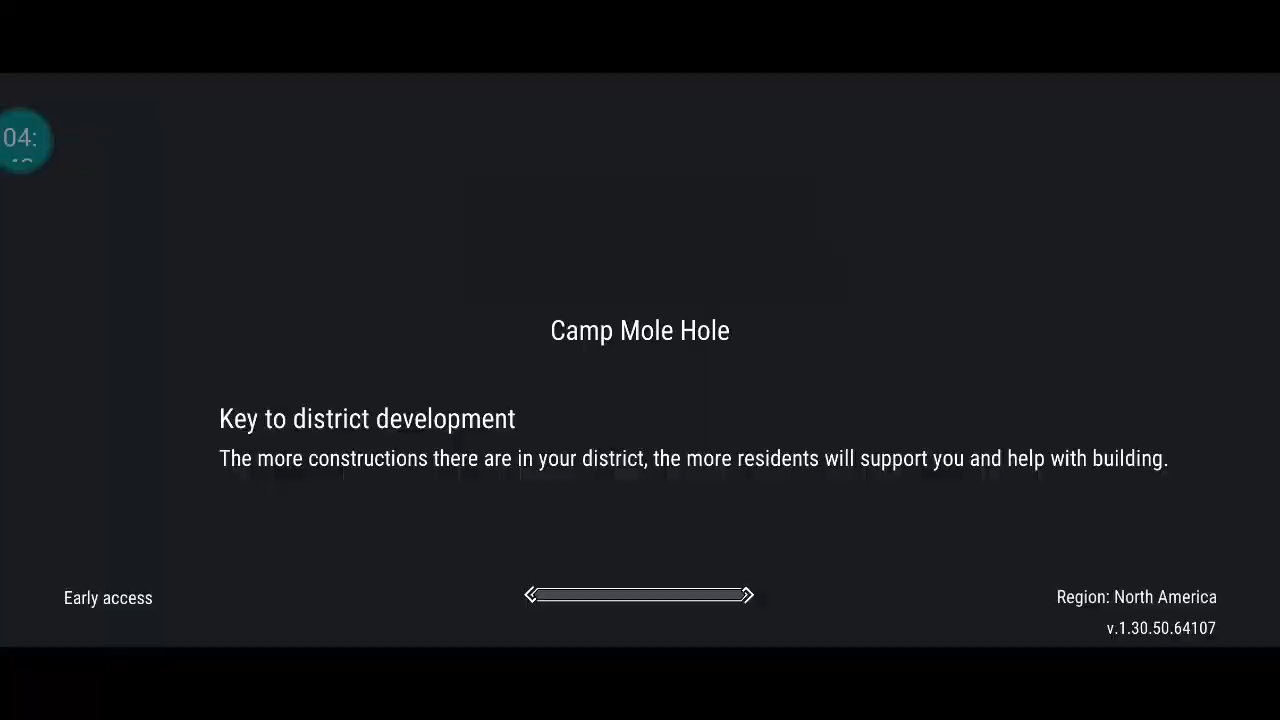 04:
Camp Mole Hole
Key to district development
The more constructions there are in your district, the more residents will support you and help with building.
Early access
Region: North America
v.1.30.50.64107